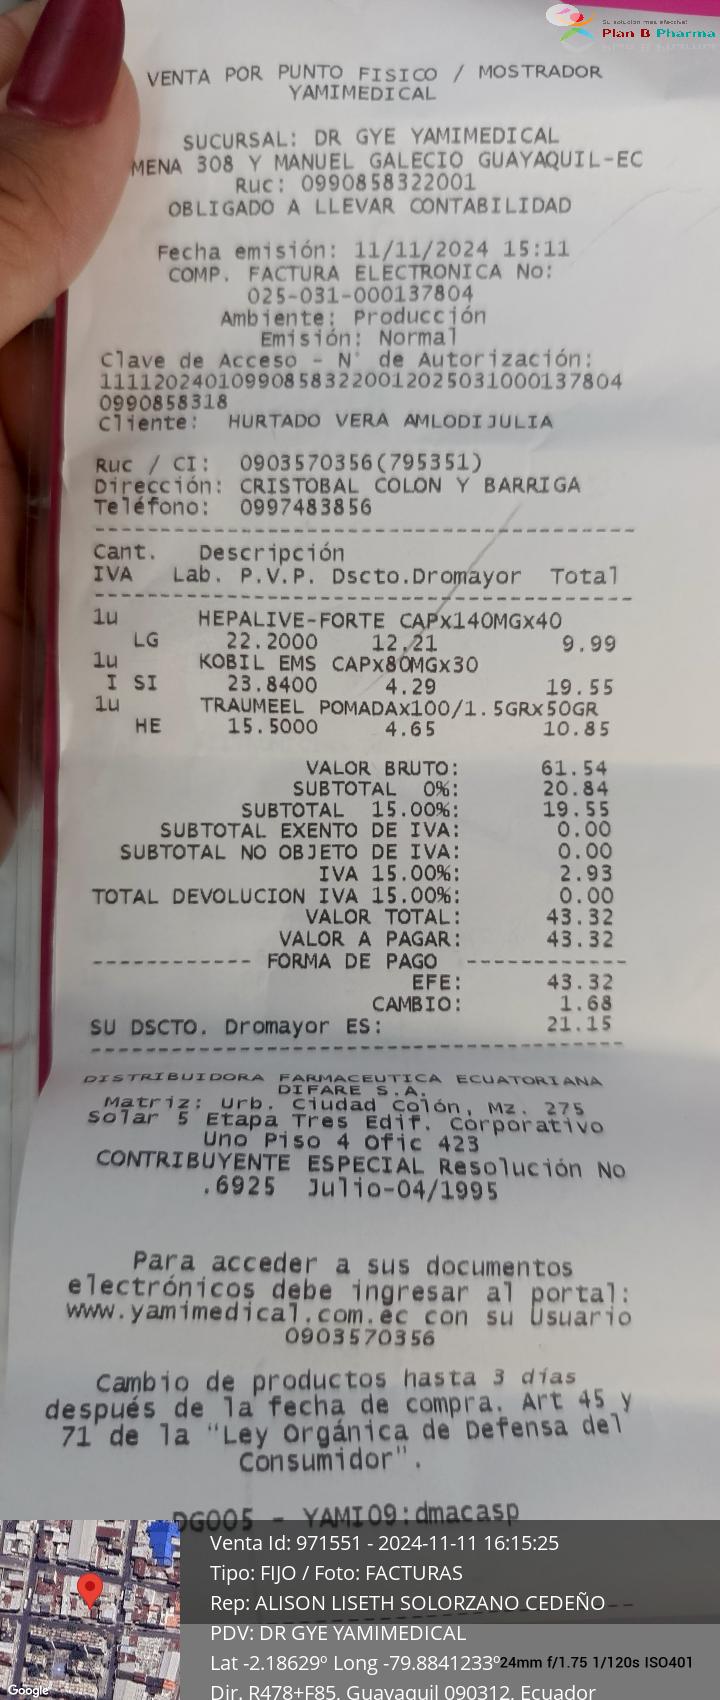 Su solucion mas efectiva!
Plan B Pharma
VENTA POR PUNTO FISICO / MOSTRADOR
YAMIMEDICAL
SUCURSAL: DR GYE YAMIMEDICAL
MENA 308 Y MANUEL GALECIO GUAYAQUIL-EC
Ruc: 0990858322001
OBLIGADO A LLEVAR CONTABILIDAD
Fecha emisión: 11/11/2024 15:11
COMP. FACTURA ELECTRONICA No:
025-031-000137804
Ambiente: Producción
Emisión: Normal
Clave de Acceso - N° de Autorización:
111120240109908583220012025031000137804
0990858318
Cliente: HURTADO VERA AMLODIJULIA
Ruc / CI: 0903570356(795351)
Dirección: CRISTOBAL COLON Y BARRIGA
Teléfono: 0997483856
Cant. Descripción
IVA Lab. P.V.P. Dscto.Dromayor Total
1u HEPALIVE-FORTE CAPx140MGx40
LG 22.2000 12.21 9.99
1u KOBIL EMS CAPx80MGx30
I SI 23.8400 4.29 19.55
1u TRAUMEEL POMADAx100/1.5GRx50GR
HE 15.5000 4.65 10.85
VALOR BRUTO: 61.54
SUBTOTAL 0%: 20.84
SUBTOTAL 15.00%: 19.55
SUBTOTAL EXENTO DE IVA: 0.00
SUBTOTAL NO OBJETO DE IVA: 0.00
IVA 15.00%: 2.93
TOTAL DEVOLUCION IVA 15.00%: 0.00
VALOR TOTAL: 43.32
VALOR A PAGAR: 43.32
------------ FORMA DE PAGO ------------
EFE: 43.32
CAMBIO: 1.68
SU DSCTO. Dromayor ES: 21.15
DISTRIBUIDORA FARMACEUTICA ECUATORIANA
DIFARE S.A.
Matriz: Urb. Ciudad Colón, Mz. 275
Solar 5 Etapa Tres Edif. Corporativo
Uno Piso 4 Ofic 423
CONTRIBUYENTE ESPECIAL Resolución No
.6925 Julio-04/1995
Para acceder a sus documentos
electrónicos debe ingresar al portal:
www.yamimedical.com.ec con su Usuario
0903570356
Cambio de productos hasta 3 días
después de la fecha de compra. Art 45 y
71 de la "Ley Orgánica de Defensa del
Consumidor".
DG005 - YAMI09:dmacasp
Venta Id: 971551 - 2024-11-11 16:15:25
Tipo: FIJO / Foto: FACTURAS
Rep: ALISON LISETH SOLORZANO CEDEÑO
PDV: DR GYE YAMIMEDICAL
Lat -2.18629º Long -79.8841233º
24mm f/1.75 1/120s ISO401
Dir. R478+F85, Guayaquil 090312, Ecuador
Google